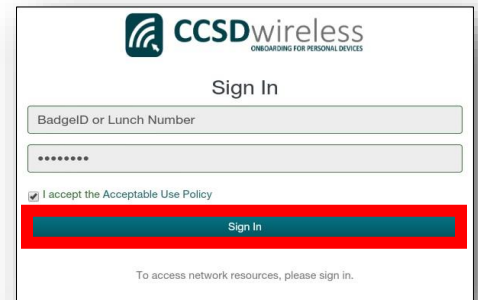 CCSDwireless
ONBOARDING FOR PERSONAL DEVICES
Sign In
BadgeID or Lunch Number
••••••••
I accept the Acceptable Use Policy
Sign In
To access network resources, please sign in.